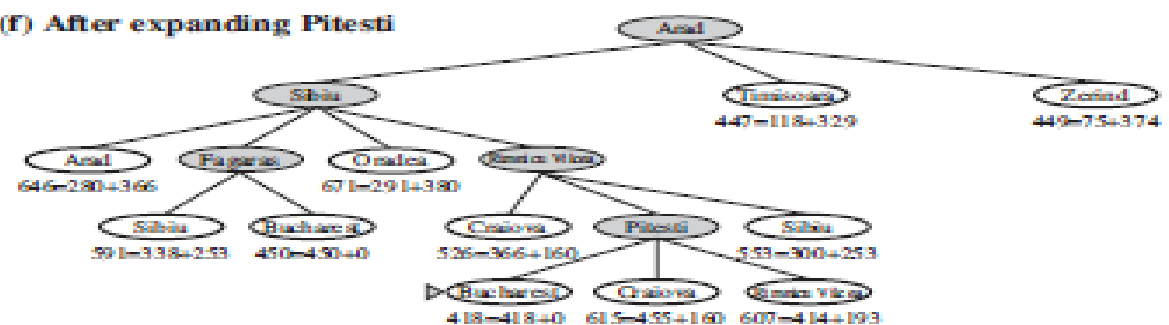 (f) After expanding Pitesti
Arad
Sibiu
Timisoara
Zerind
447=118+329
449=75+374
Arad
Fagaras
Oradea
Rimnicu Vilcea
646=280+366
671=291+380
Sibiu
Bucharest
Craiova
Pitesti
Sibiu
591=338+253
450=450+0
526=366+160
553=300+253
Bucharest
Craiova
Rimnicu Vilcea
418=418+0
615=455+160
607=414+193